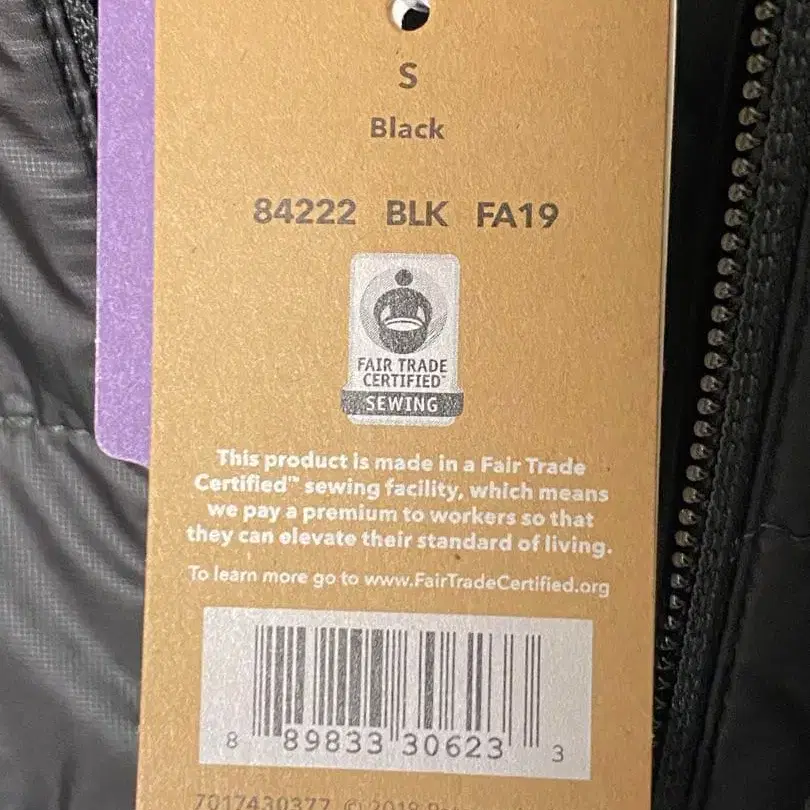 S
Black
84222 BLK FA19
FAIR TRADE
CERTIFIED™
SEWING
This product is made in a Fair Trade
Certified™ sewing facility, which means
we pay a premium to workers so that
they can elevate their standard of living.
To learn more go to www.FairTradeCertified.org
8 89833 30623 3
7017430377 ©